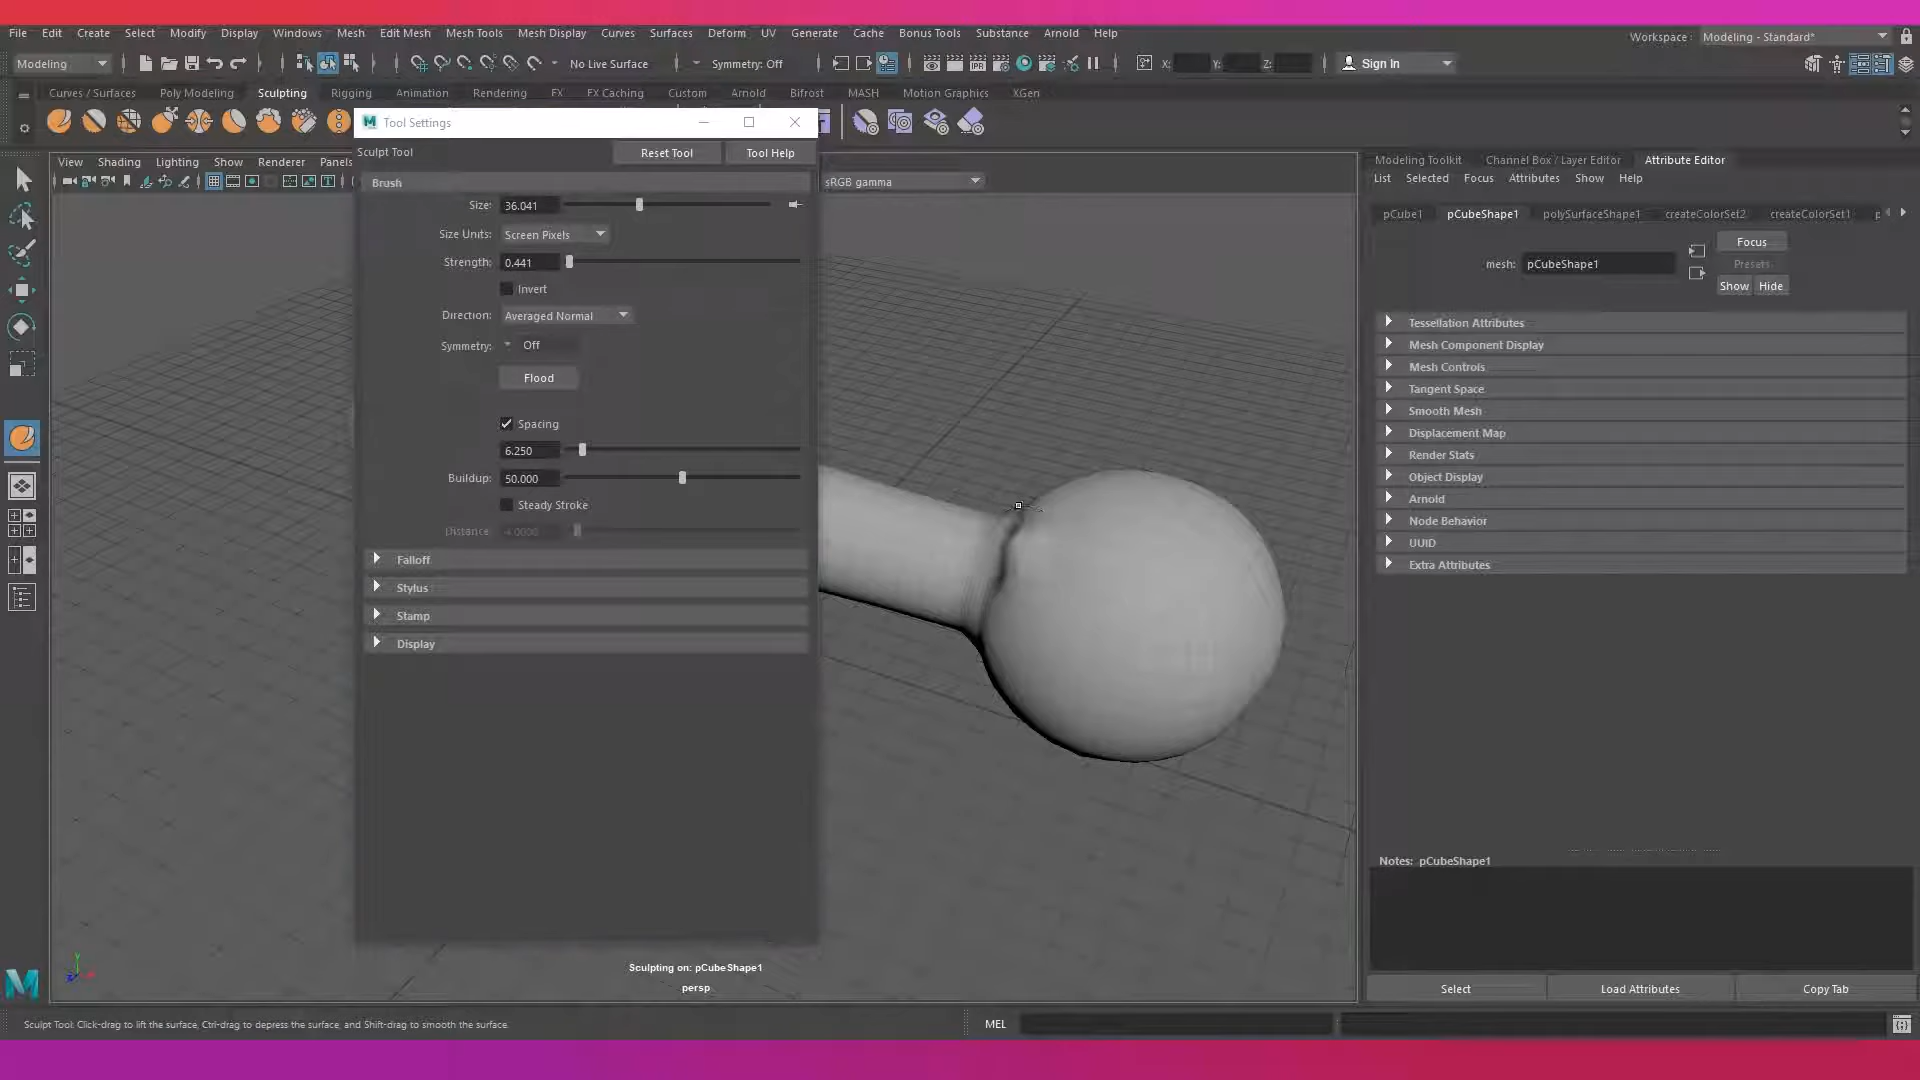 File Edit Create Select Modify Display Windows Mesh Edit Mesh Mesh Tools Mesh Display Curves Surfaces Deform UV Generate Cache Bonus Tools Substance Arnold Help
Workspace: Modeling - Standard*
Modeling No Live Surface Symmetry: Off X: Y: Z: Sign In
Curves / Surfaces Poly Modeling Sculpting Rigging Animation Rendering FX FX Caching Custom Arnold Bifrost MASH Motion Graphics XGen
Tool Settings
Sculpt Tool Reset Tool Tool Help
View Shading Lighting Show Renderer Panels
sRGB gamma
Brush
Size: 36.041
Size Units: Screen Pixels
Strength: 0.441
Invert
Direction: Averaged Normal
Symmetry: Off
Flood
Spacing
6.250
Buildup: 50.000
Steady Stroke
Distance: 4.0000
Falloff
Stylus
Stamp
Display
Sculpting on: pCubeShape1
persp
Modeling Toolkit Channel Box / Layer Editor Attribute Editor
List Selected Focus Attributes Show Help
pCube1 pCubeShape1 polySurfaceShape1 createColorSet2 createColorSet1 p
Focus
mesh: pCubeShape1 Presets
Show Hide
Tessellation Attributes
Mesh Component Display
Mesh Controls
Tangent Space
Smooth Mesh
Displacement Map
Render Stats
Object Display
Arnold
Node Behavior
UUID
Extra Attributes
Notes: pCubeShape1
Select Load Attributes Copy Tab
Sculpt Tool: Click-drag to lift the surface, Ctrl-drag to depress the surface, and Shift-drag to smooth the surface.
MEL